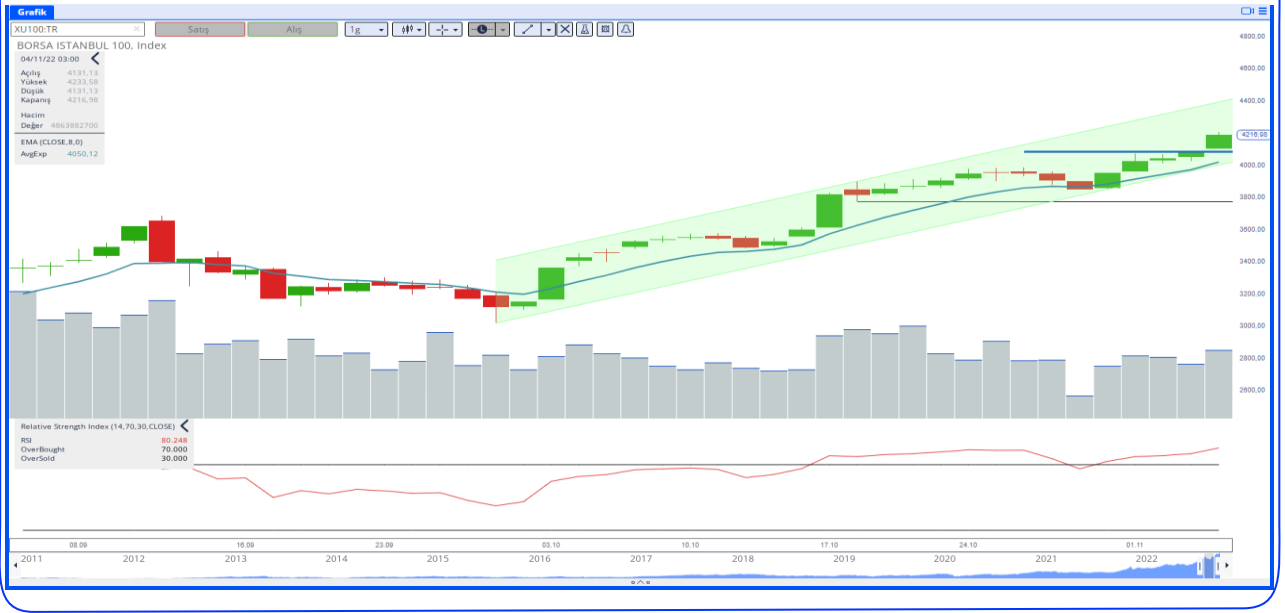 Grafik
XU100:TR
Satış
Alış
1g
L
BORSA ISTANBUL 100, Index
04/11/22 03:00
Açılış 4131,13
Yüksek 4233,58
Düşük 4131,13
Kapanış 4216,98
Hacim
Değer 4863882700
EMA (CLOSE,8,0)
AvgExp 4050,12
4800,00
4600,00
4400,00
4216,98
4000,00
3800,00
3600,00
3400,00
3200,00
3000,00
2800,00
2600,00
Relative Strength Index (14,70,30,CLOSE)
RSI 80.248
OverBought 70.000
OverSold 30.000
08.09 16.09 23.09 03.10 10.10 17.10 24.10 01.11
2011 2012 2013 2014 2015 2016 2017 2018 2019 2020 2021 2022